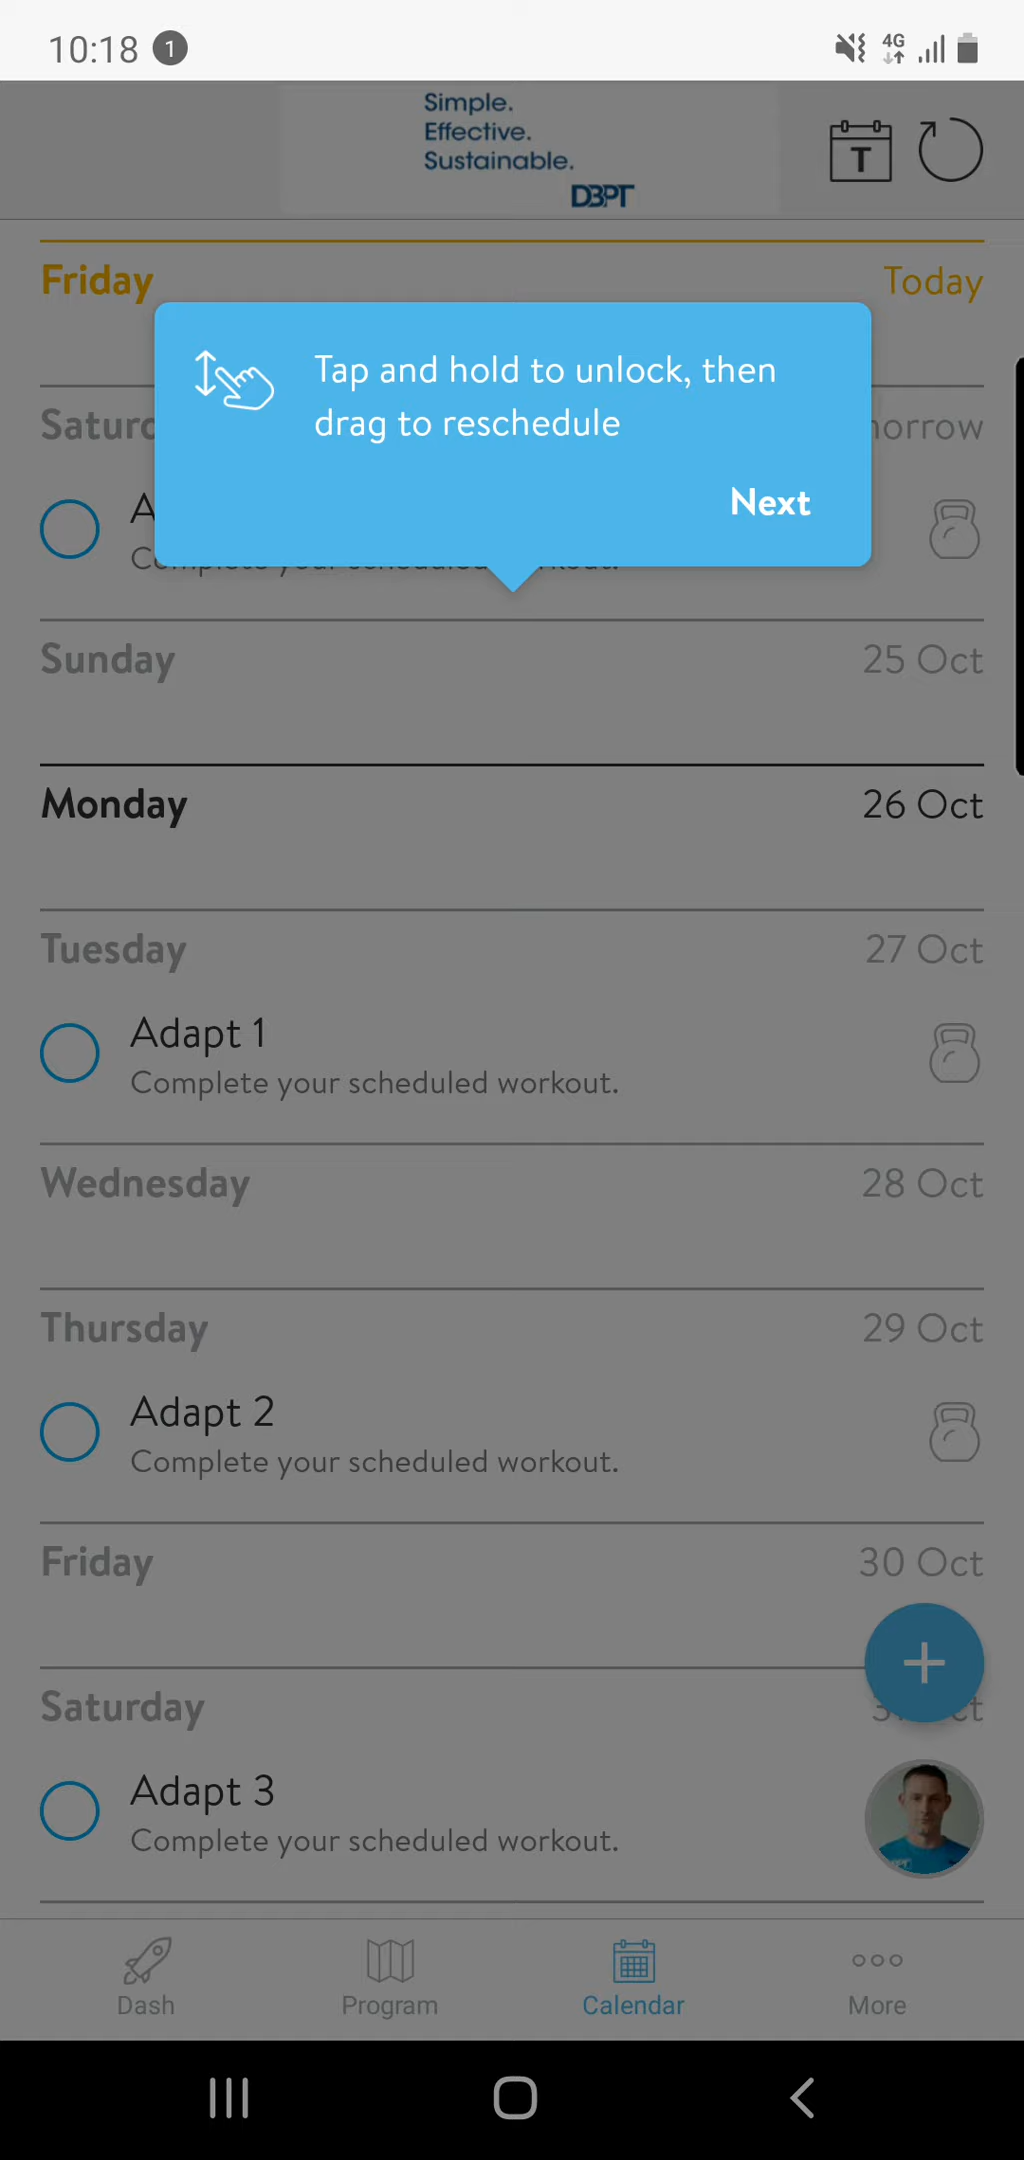 10:18 1 4G
Simple.
Effective.
Sustainable.
D3PT
T
Friday Today
Tap and hold to unlock, then
drag to reschedule
Next
Sunday 25 Oct
Monday 26 Oct
Tuesday 27 Oct
Adapt 1
Complete your scheduled workout.
Wednesday 28 Oct
Thursday 29 Oct
Adapt 2
Complete your scheduled workout.
Friday 30 Oct
Saturday
Adapt 3
Complete your scheduled workout.
Dash Program Calendar More